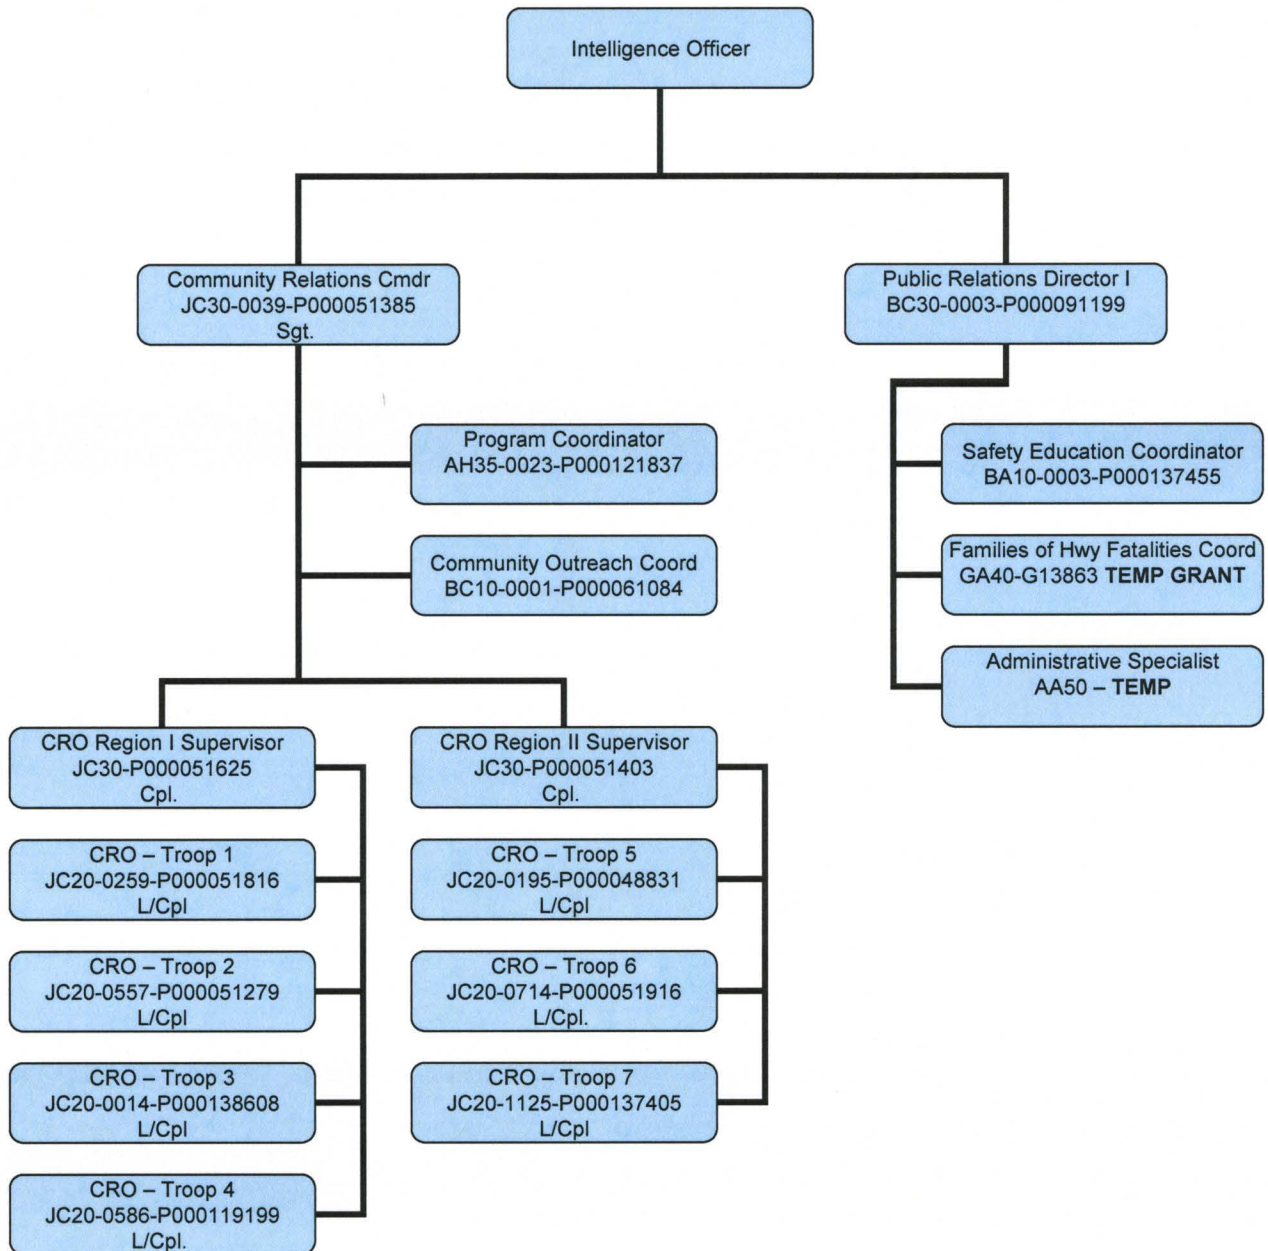 Intelligence Officer
Community Relations Cmdr
JC30-0039-P000051385
Sgt.
Public Relations Director I
BC30-0003-P000091199
Program Coordinator
AH35-0023-P000121837
Community Outreach Coord
BC10-0001-P000061084
Safety Education Coordinator
BA10-0003-P000137455
Families of Hwy Fatalities Coord
GA40-G13863 TEMP GRANT
Administrative Specialist
AA50 – TEMP
CRO Region I Supervisor
JC30-P000051625
Cpl.
CRO – Troop 1
JC20-0259-P000051816
L/Cpl
CRO – Troop 2
JC20-0557-P000051279
L/Cpl
CRO – Troop 3
JC20-0014-P000138608
L/Cpl
CRO – Troop 4
JC20-0586-P000119199
L/Cpl.
CRO Region II Supervisor
JC30-P000051403
Cpl.
CRO – Troop 5
JC20-0195-P000048831
L/Cpl
CRO – Troop 6
JC20-0714-P000051916
L/Cpl.
CRO – Troop 7
JC20-1125-P000137405
L/Cpl